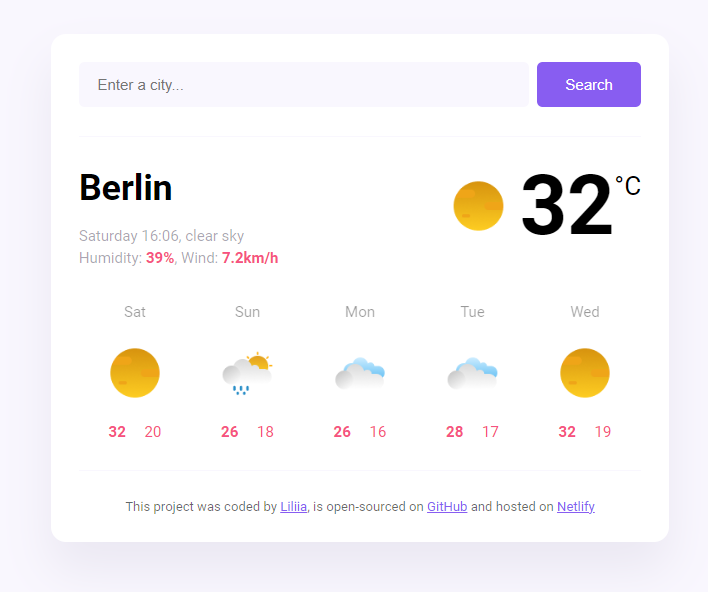 Enter a city...
Search
Berlin
32 °C
Saturday 16:06, clear sky
Humidity: 39%, Wind: 7.2km/h
Sat Sun Mon Tue Wed
32 20 26 18 26 16 28 17 32 19
This project was coded by Liliia, is open-sourced on GitHub and hosted on Netlify